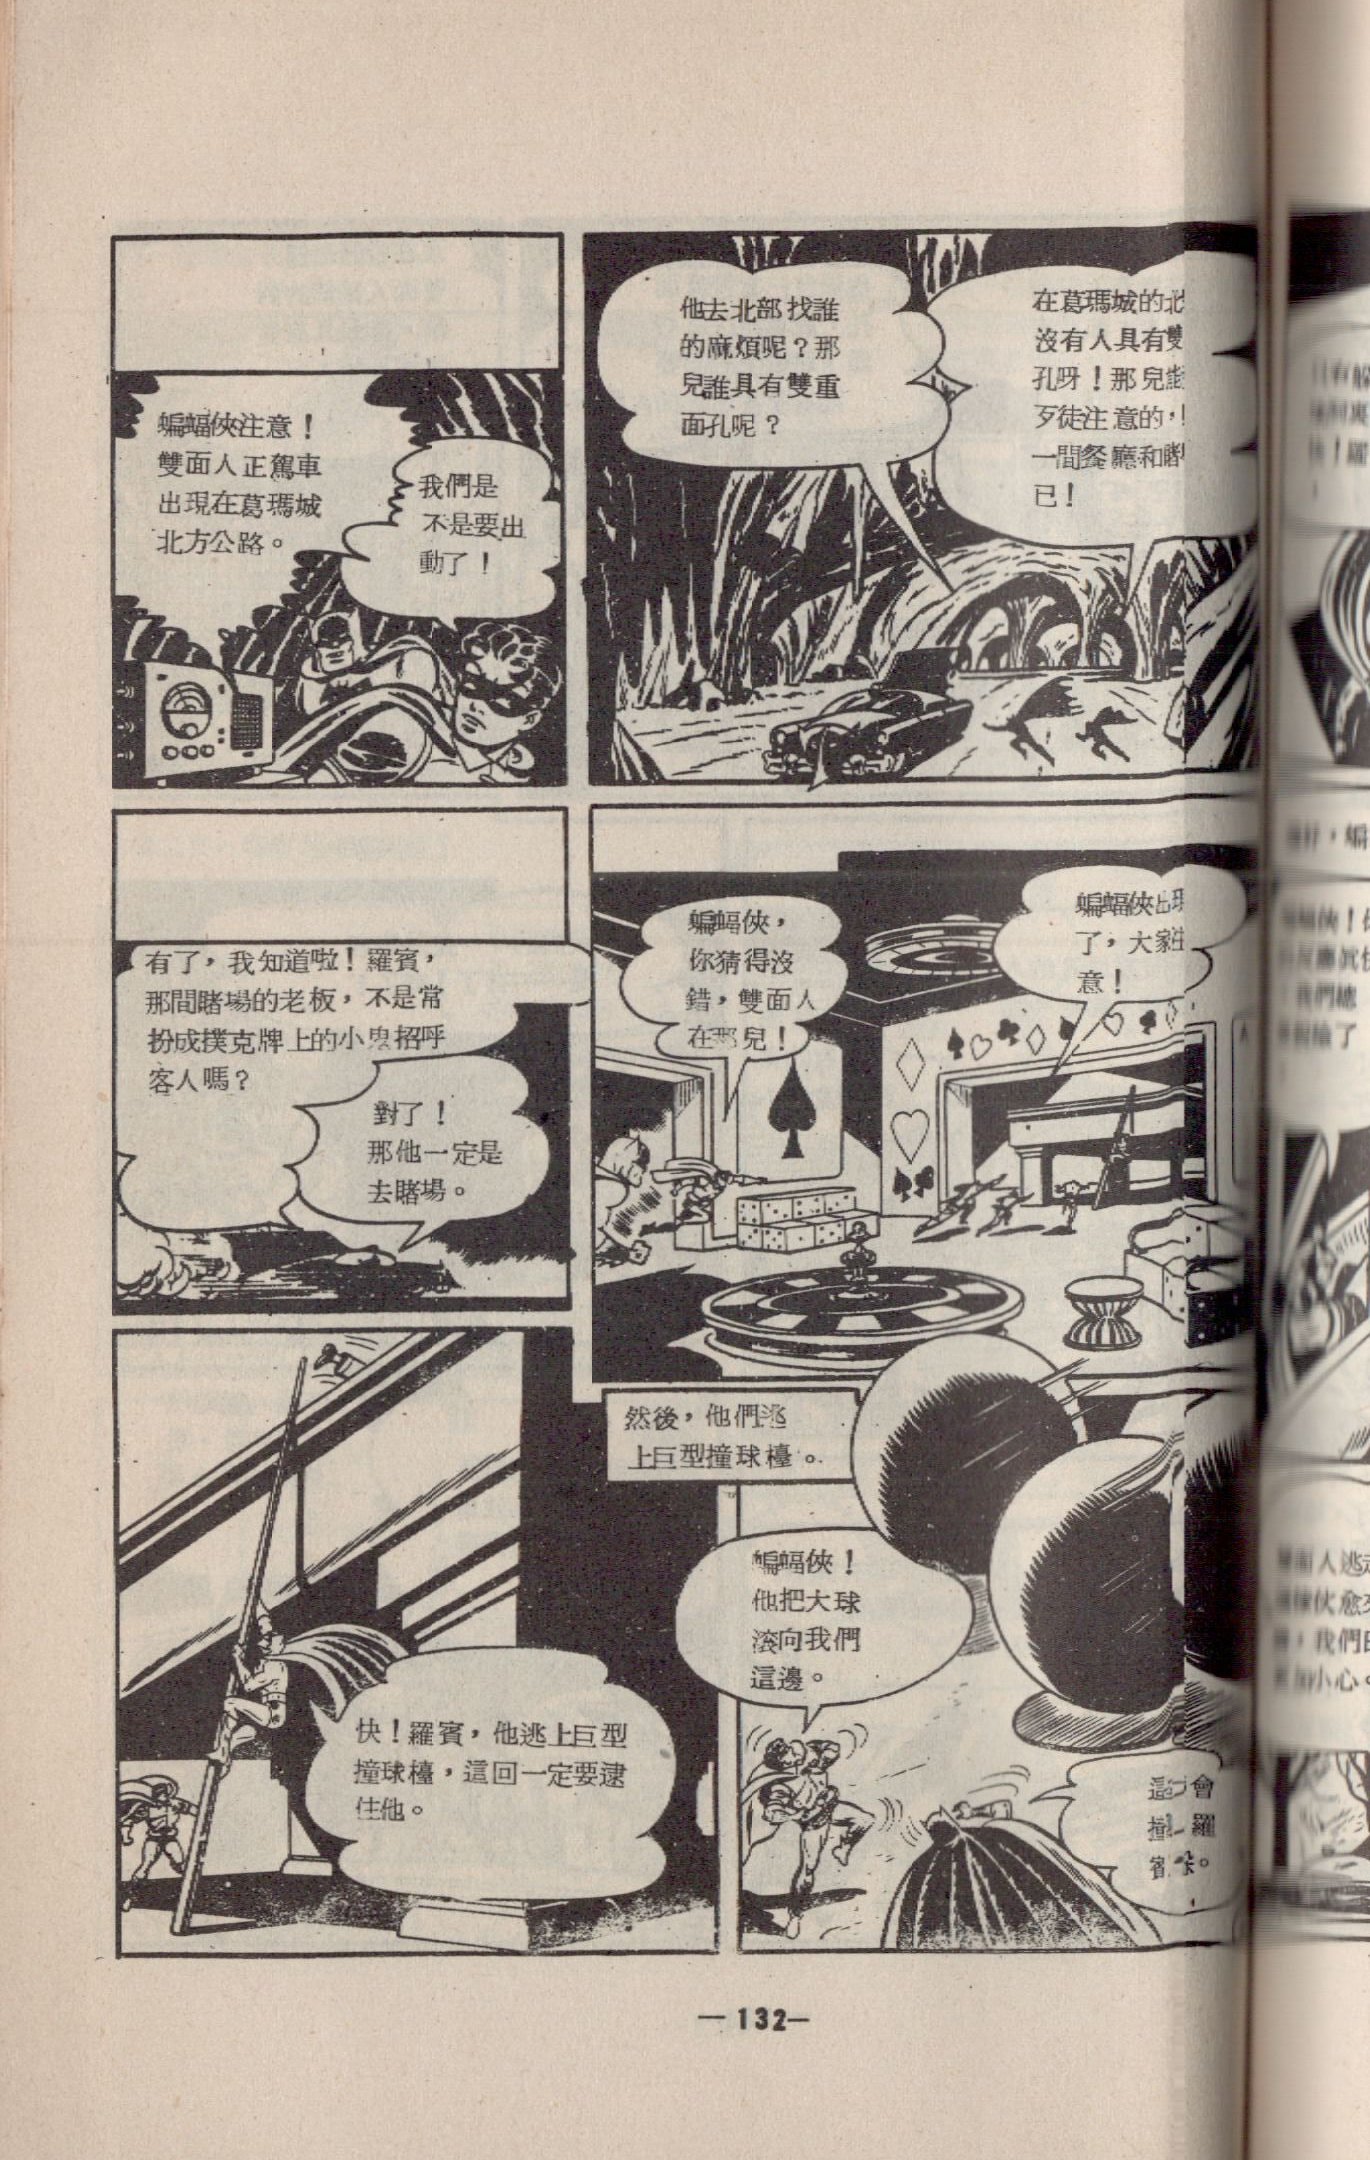 蝙蝠俠注意！
雙面人正駕車
出現在葛瑪城
北方公路。
我們是
不是要出
動了！
他去北部找誰
的麻煩呢？那
兒誰具有雙重
面孔呢？
在葛瑪城的北
沒有人具有雙
孔呀！那兒能
歹徒注意的，
一間餐廳和賭
已！
有了，我知道啦！羅賓，
那間賭場的老板，不是常
扮成撲克牌上的小鬼招呼
客人嗎？
對了！
那他一定是
去賭場。
蝙蝠俠，
你猜得沒
錯，雙面人
在那兒！
蝙蝠俠出現
了，大家注
意！
快！羅賓，他逃上巨型
撞球檯，這回一定要逮
住他。
然後，他們逃
上巨型撞球檯。
蝙蝠俠！
他把大球
滾向我們
這邊。
這 會
撞 羅
賓 。
—132—